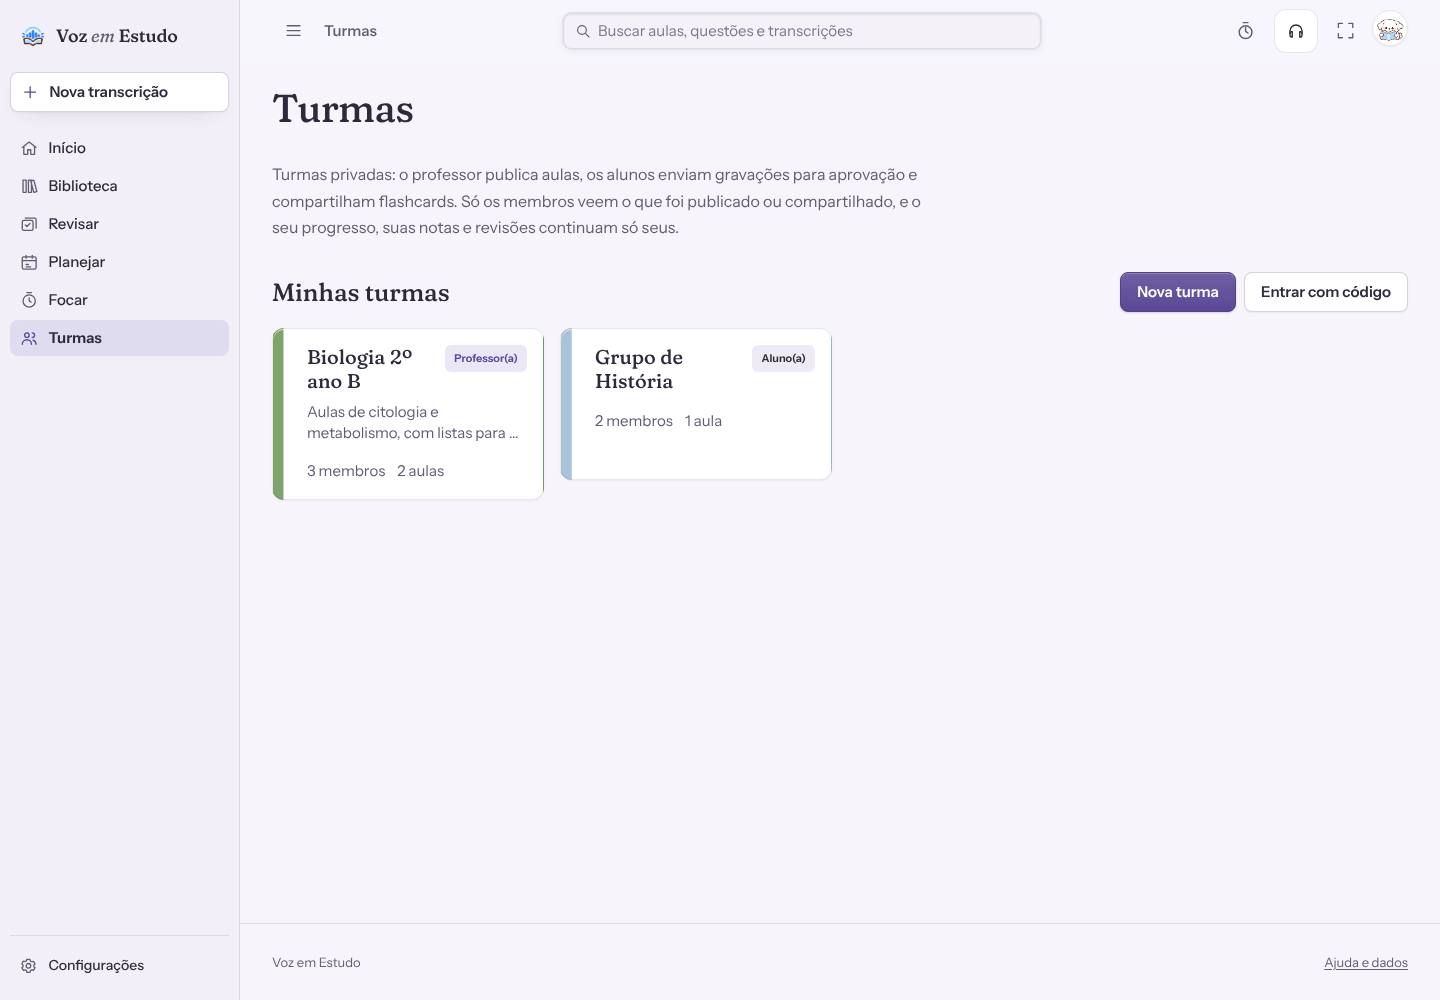 Voz em Estudo
Nova transcrição
Início
Biblioteca
Revisar
Planejar
Focar
Turmas
Configurações
Turmas
Buscar aulas, questões e transcrições
Turmas
Turmas privadas: o professor publica aulas, os alunos enviam gravações para aprovação e
compartilham flashcards. Só os membros veem o que foi publicado ou compartilhado, e o
seu progresso, suas notas e revisões continuam só seus.
Minhas turmas
Nova turma
Entrar com código
Biologia 2º
ano B
Professor(a)
Aulas de citologia e
metabolismo, com listas para ...
3 membros 2 aulas
Grupo de
História
Aluno(a)
2 membros 1 aula
Voz em Estudo
Ajuda e dados